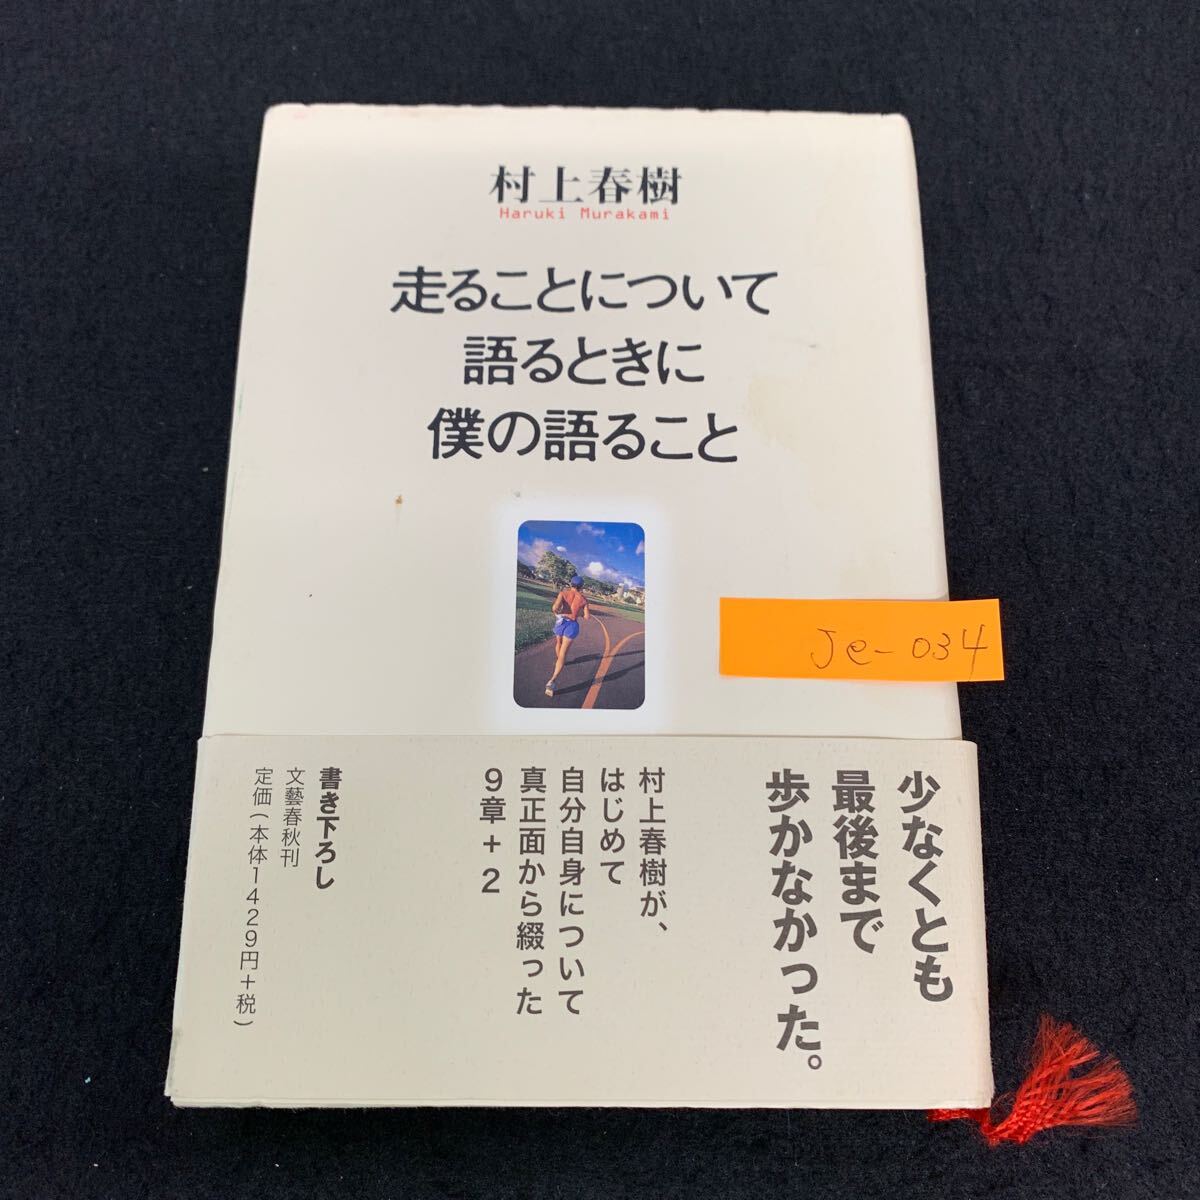 村上春樹
Haruki Murakami
走ることについて
語るときに
僕の語ること
Je-034
少なくとも
最後まで
歩かなかった。
村上春樹が、
はじめて
自分自身について
真正面から綴った
9章+2
書き下ろし
文藝春秋刊
定価(本体1429円+税)